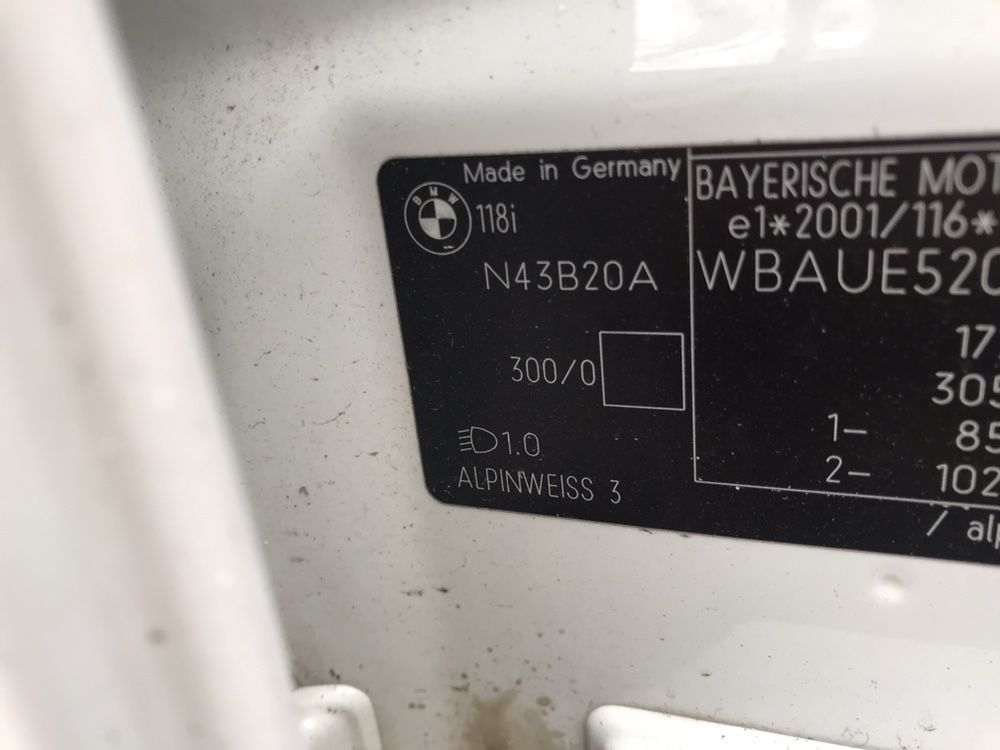 Made in Germany
BMW
118i
N43B20A
300/0
1.0
ALPINWEISS 3
BAYERISCHE MOT
e1*2001/116*
WBAUE520
17
305
1- 85
2- 102
/ alp